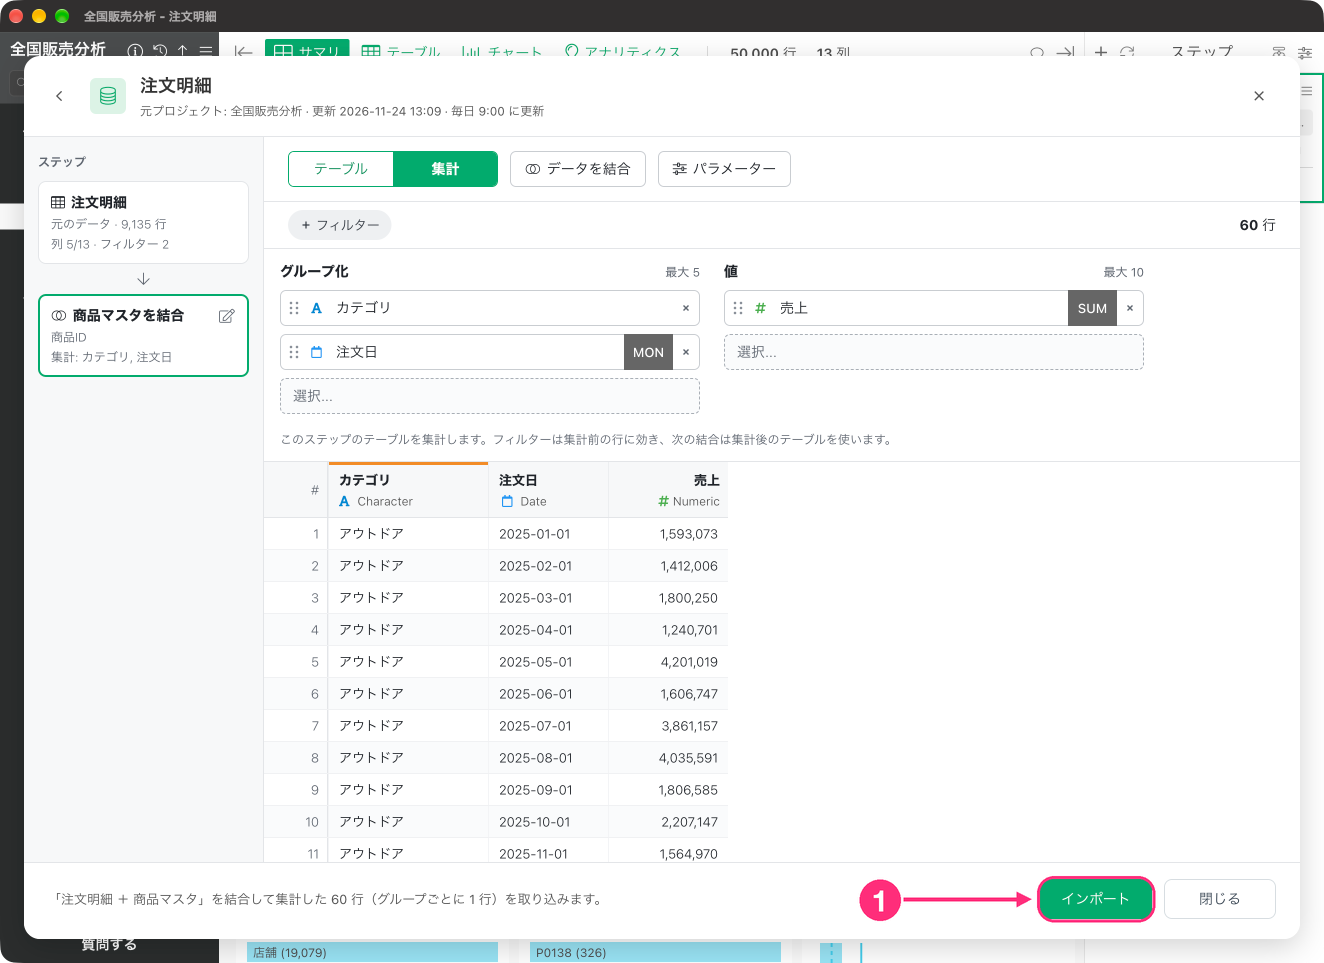 全国販売分析 - 注文明細
全国販売分析
サマリ テーブル チャート アナリティクス 50,000 行 13 列 ステップ
注文明細
元プロジェクト: 全国販売分析 · 更新 2026-11-24 13:09 · 毎日 9:00 に更新
ステップ
注文明細
元のデータ · 9,135 行
列 5/13 · フィルター 2
商品マスタを結合
商品ID
集計: カテゴリ, 注文日
テーブル 集計 データを結合 パラメーター
+ フィルター 60 行
グループ化 最大 5 値 最大 10
A カテゴリ × # 売上 SUM ×
注文日 MON × 選択...
選択...
このステップのテーブルを集計します。フィルターは集計前の行に効き、次の結合は集計後のテーブルを使います。
# カテゴリ 注文日 売上
A Character Date # Numeric
1 アウトドア 2025-01-01 1,593,073
2 アウトドア 2025-02-01 1,412,006
3 アウトドア 2025-03-01 1,800,250
4 アウトドア 2025-04-01 1,240,701
5 アウトドア 2025-05-01 4,201,019
6 アウトドア 2025-06-01 1,606,747
7 アウトドア 2025-07-01 3,861,157
8 アウトドア 2025-08-01 4,035,591
9 アウトドア 2025-09-01 1,806,585
10 アウトドア 2025-10-01 2,207,147
11 アウトドア 2025-11-01 1,564,970
「注文明細 + 商品マスタ」を結合して集計した 60 行（グループごとに 1 行）を取り込みます。
1 インポート 閉じる
質問する
店舗 (19,079) P0138 (326)